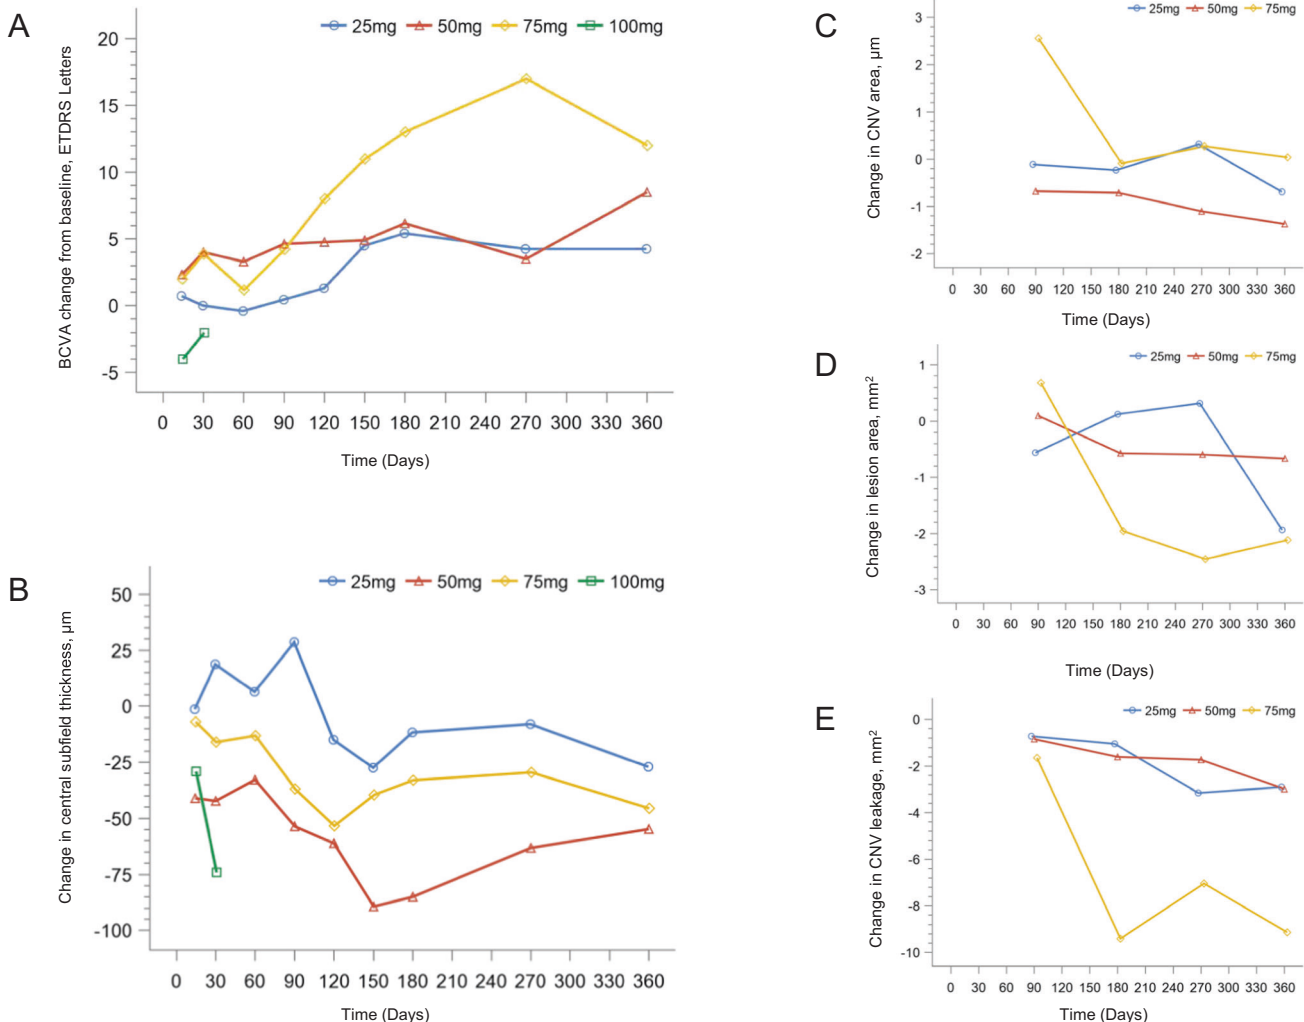 A
25mg 50mg 75mg 100mg
BCVA change from baseline, ETDRS Letters
20
15
10
5
0
-5
0 30 60 90 120 150 180 210 240 270 300 330 360
Time (Days)
B
25mg 50mg 75mg 100mg
Change in central subfield thickness, µm
50
25
0
-25
-50
-75
-100
0 30 60 90 120 150 180 210 240 270 300 330 360
Time (Days)
C
25mg 50mg 75mg
Change in CNV area, µm
3
2
1
0
-1
-2
0 30 60 90 120 150 180 210 240 270 300 330 360
Time (Days)
D
25mg 50mg 75mg
Change in lesion area, mm²
1
0
-1
-2
-3
0 30 60 90 120 150 180 210 240 270 300 330 360
Time (Days)
E
25mg 50mg 75mg
Change in CNV leakage, mm²
0
-2
-4
-6
-8
-10
0 30 60 90 120 150 180 210 240 270 300 330 360
Time (Days)